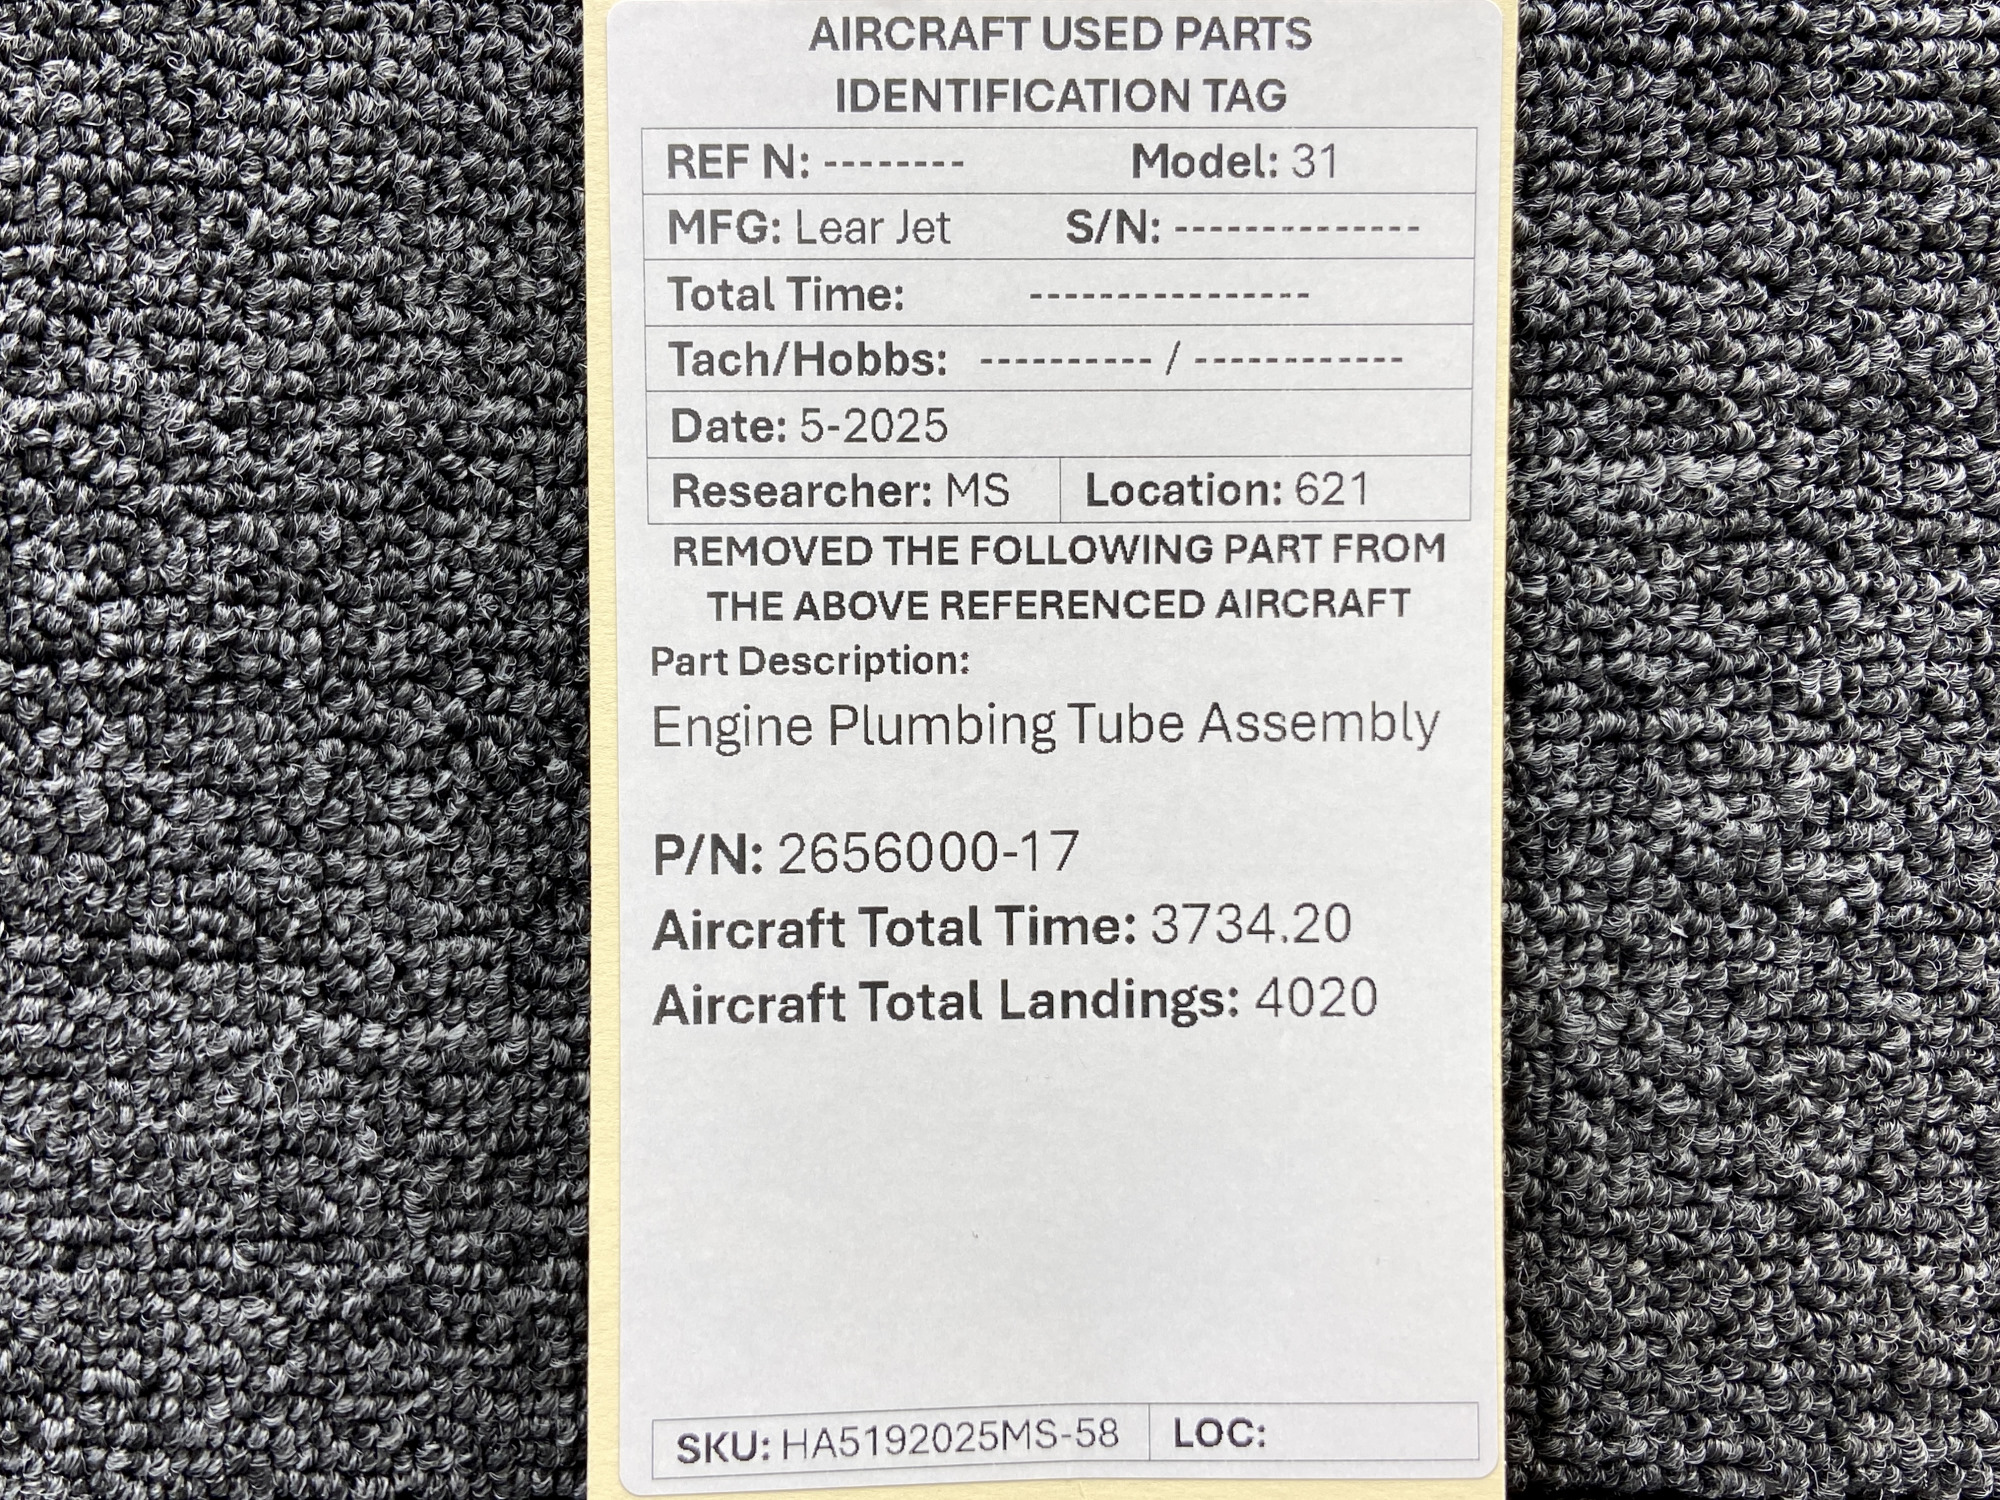 AIRCRAFT USED PARTS
IDENTIFICATION TAG
REF N: -------- Model: 31
MFG: Lear Jet S/N: --------------
Total Time: ----------------
Tach/Hobbs: ---------- / ------------
Date: 5-2025
Researcher: MS Location: 621
REMOVED THE FOLLOWING PART FROM
THE ABOVE REFERENCED AIRCRAFT
Part Description:
Engine Plumbing Tube Assembly
P/N: 2656000-17
Aircraft Total Time: 3734.20
Aircraft Total Landings: 4020
SKU: HA5192025MS-58 LOC: